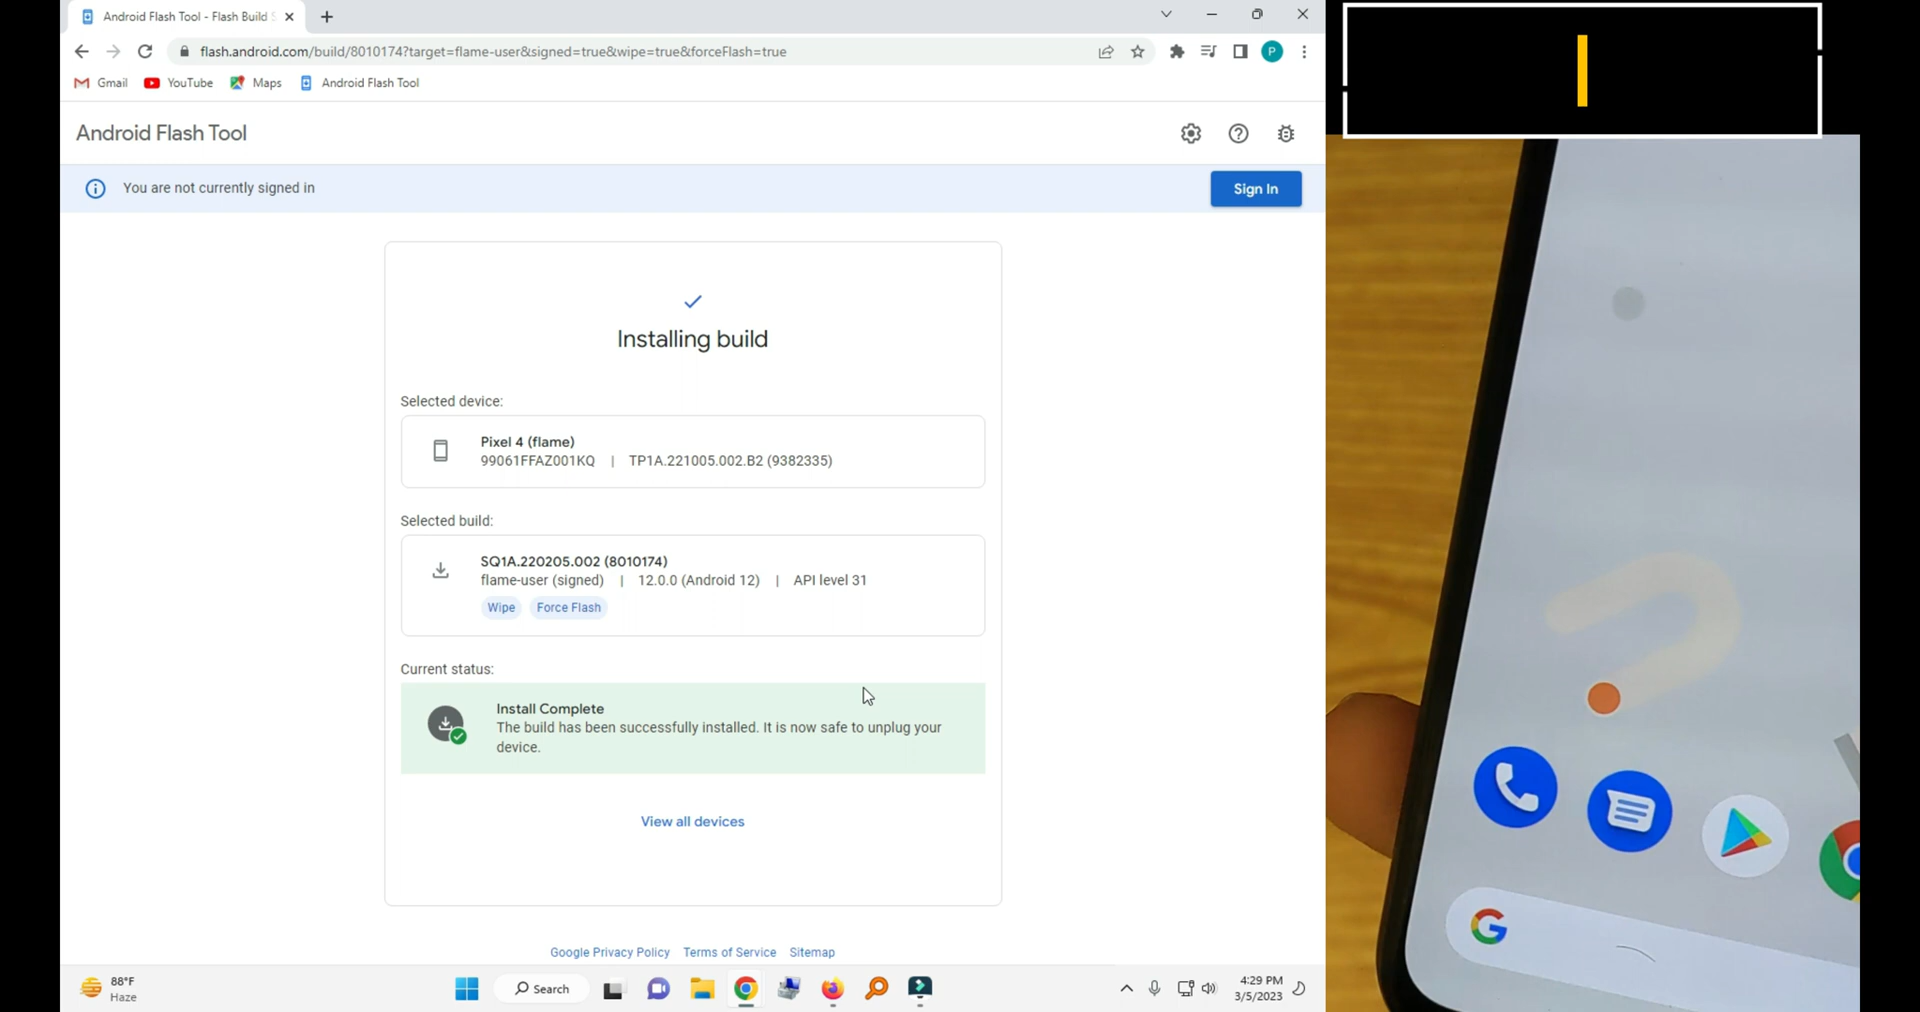 Android Flash Tool - Flash Build S
flash.android.com/build/8010174?target=flame-user&signed=true&wipe=true&forceFlash=true
P
Gmail YouTube Maps Android Flash Tool
Android Flash Tool
You are not currently signed in
Sign In
Installing build
Selected device:
Pixel 4 (flame)
99061FFAZ001KQ | TP1A.221005.002.B2 (9382335)
Selected build:
SQ1A.220205.002 (8010174)
flame-user (signed) | 12.0.0 (Android 12) | API level 31
Wipe Force Flash
Current status:
Install Complete
The build has been successfully installed. It is now safe to unplug your
device.
View all devices
Google Privacy Policy Terms of Service Sitemap
88°F
Haze
Search
4:29 PM
3/5/2023
G